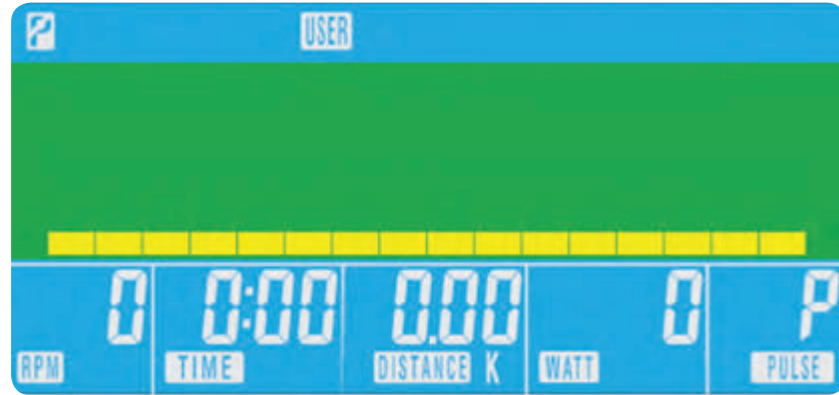 P USER
0 0:00 0.00 0 P
RPM TIME DISTANCE K WATT PULSE